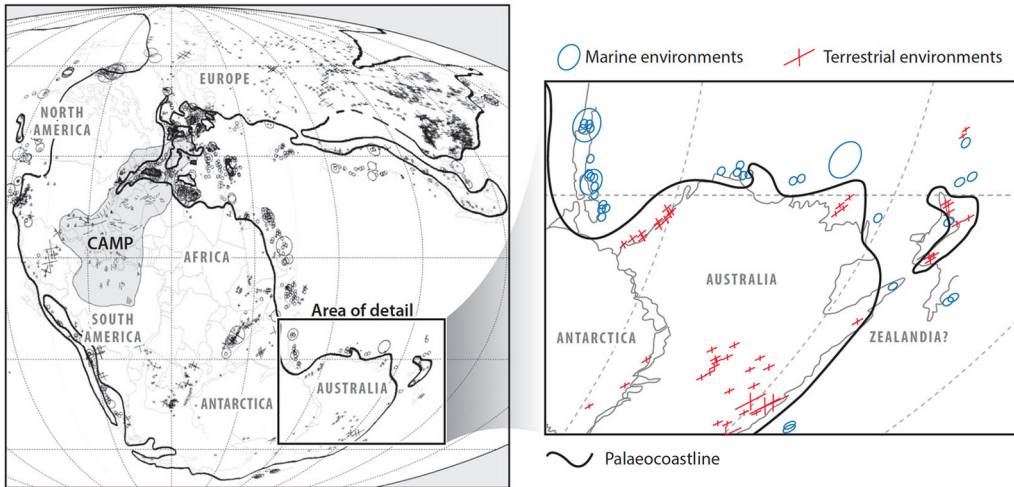 EUROPE
NORTH
AMERICA
CAMP
AFRICA
SOUTH
AMERICA
ANTARCTICA
Area of detail
AUSTRALIA
Marine environments
Terrestrial environments
AUSTRALIA
ANTARCTICA
ZEALANDIA?
Palaeocoastline